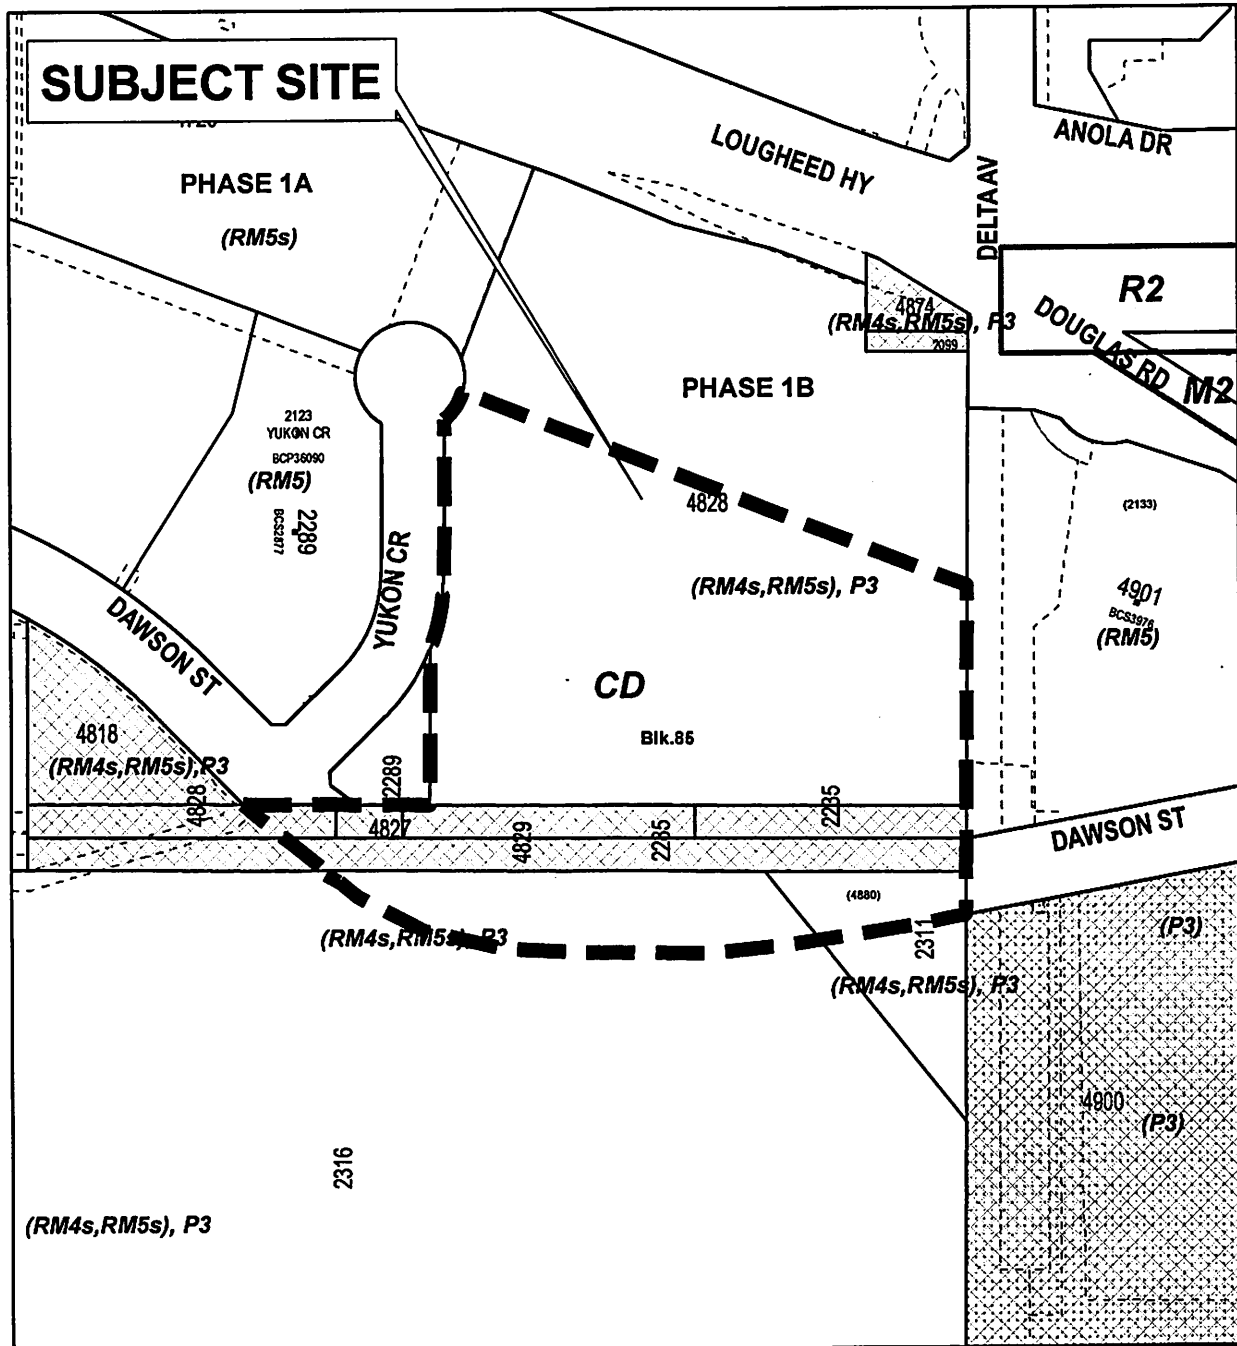 SUBJECT SITE
LOUGHEED HY
ANOLA DR
PHASE 1A
(RM5s)
DELTA AV
R2
4874
(RM4s,RM5s), P3
2099
DOUGLAS RD
M2
PHASE 1B
2123
YUKON CR
BCP36090
(RM5)
2289
BCS2877
YUKON CR
4828
(2133)
(RM4s,RM5s), P3
4901
BCS3976
(RM5)
DAWSON ST
CD
Blk.85
4818
(RM4s,RM5s),P3
4828
2289
4827
4829
2235
2235
DAWSON ST
(4880)
(RM4s,RM5s), P3
2311
(P3)
(RM4s,RM5s), P3
4900
(P3)
2316
(RM4s,RM5s), P3